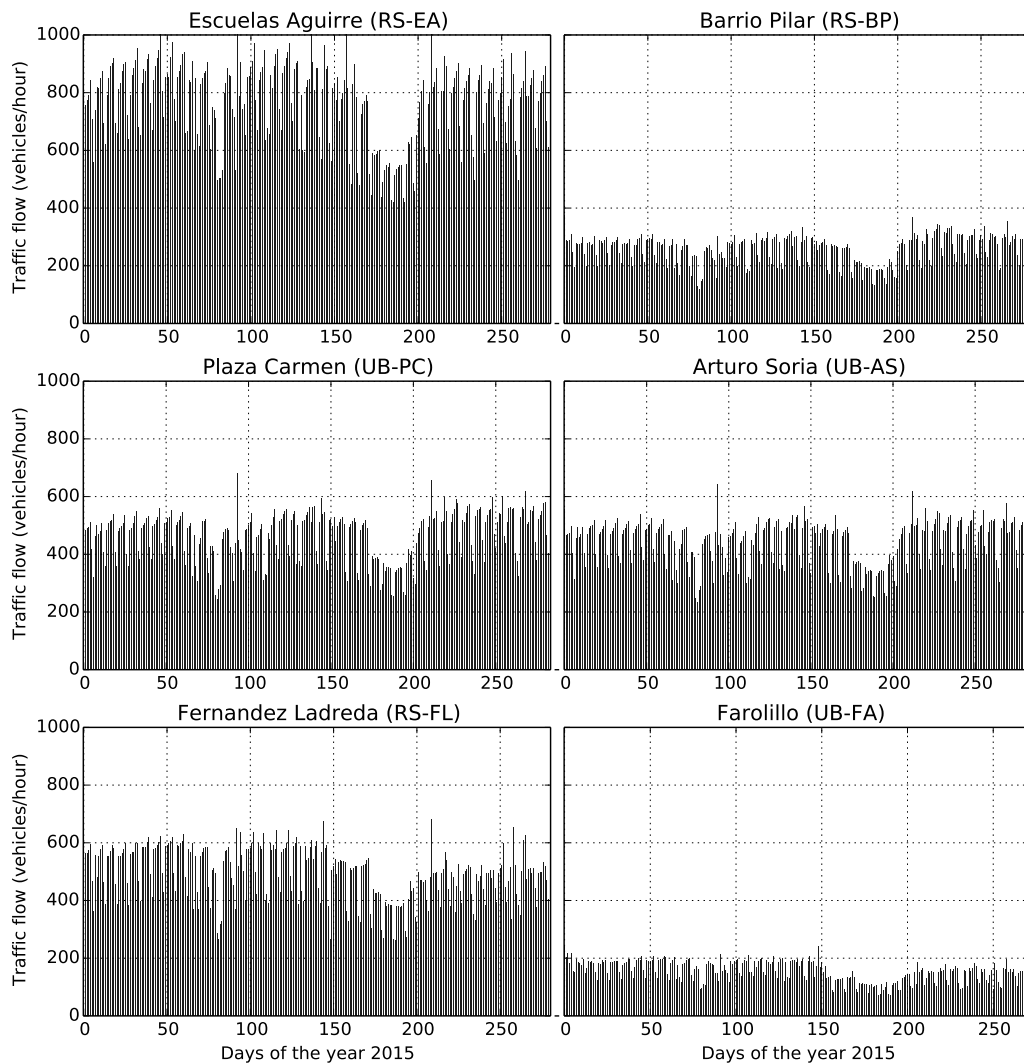 Escuelas Aguirre (RS-EA)
Barrio Pilar (RS-BP)
Traffic flow (vehicles/hour)
1000
800
600
400
200
0
0 50 100 150 200 250
0 50 100 150 200 250
Plaza Carmen (UB-PC)
Arturo Soria (UB-AS)
Traffic flow (vehicles/hour)
1000
800
600
400
200
0
0 50 100 150 200 250
0 50 100 150 200 250
Fernandez Ladreda (RS-FL)
Farolillo (UB-FA)
Traffic flow (vehicles/hour)
1000
800
600
400
200
0
0 50 100 150 200 250
0 50 100 150 200 250
Days of the year 2015
Days of the year 2015